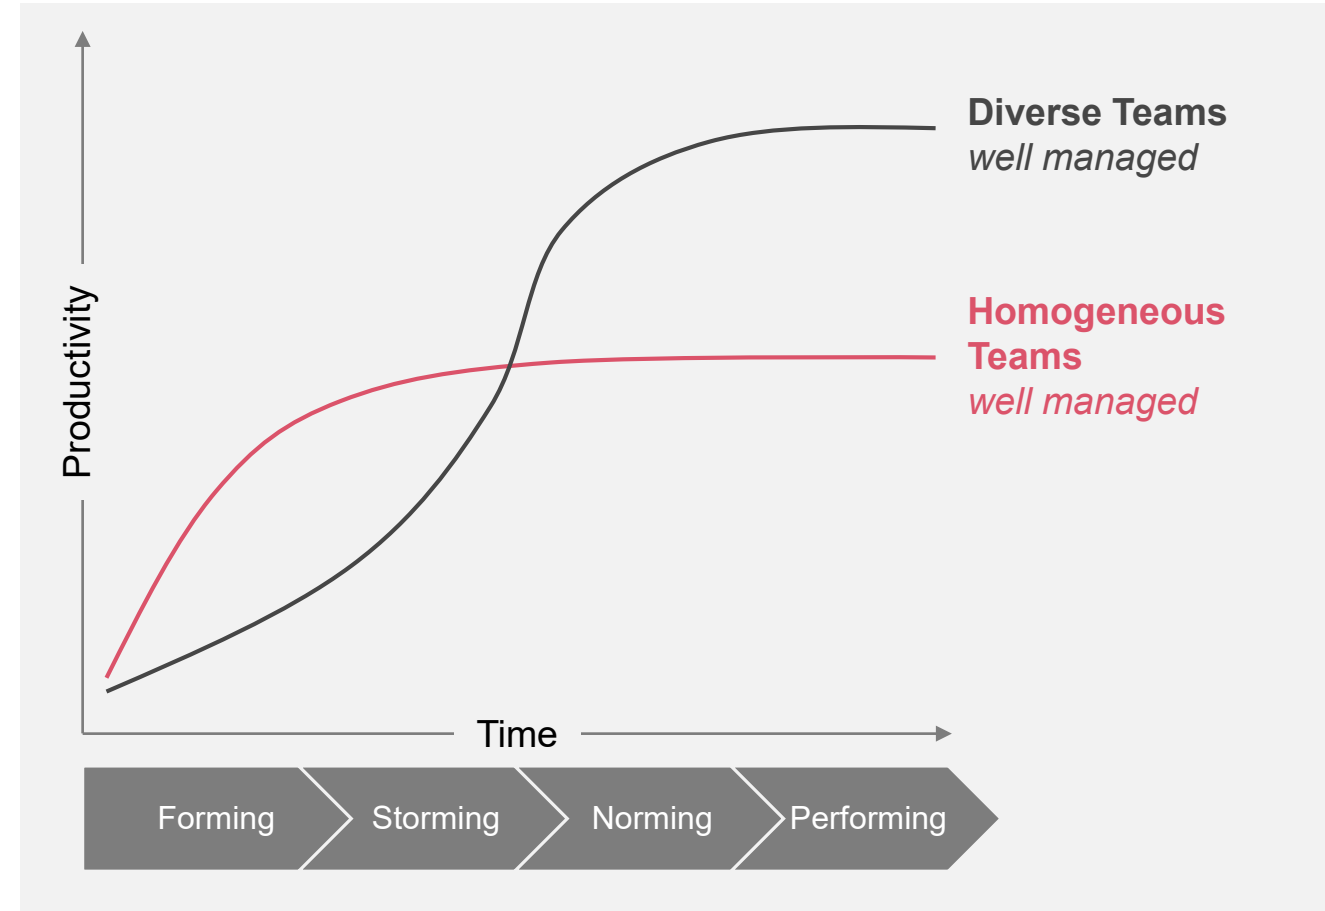 Diverse Teams
well managed
Homogeneous
Teams
well managed
Productivity
Time
Forming
Storming
Norming
Performing